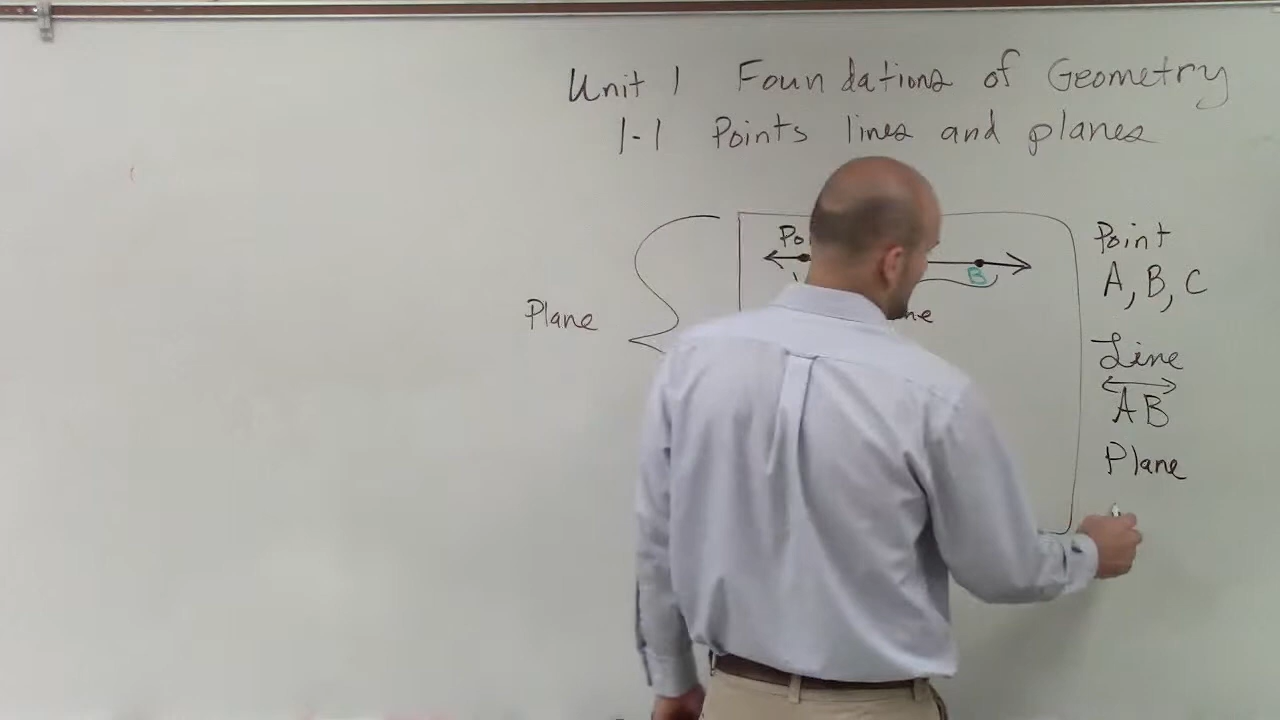 Unit 1 Foundations of Geometry
1-1 Points lines and planes
Point
A, B, C
B
Plane
Line
AB
Plane